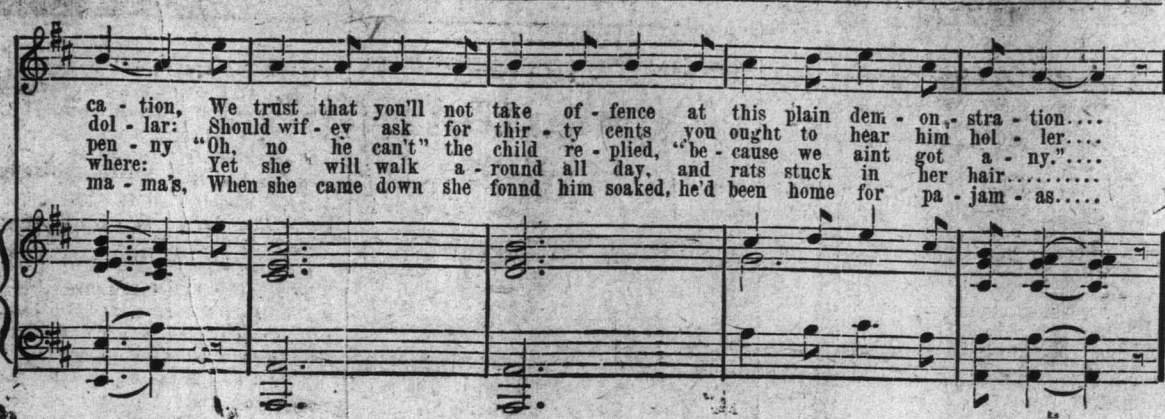 ca - tion, We trust that you'll not take of - fence at this plain dem - on - stra - tion....
dol - lar: Should wif - ey ask for thir - ty cents you ought to hear him hol - ler....
pen - ny "Oh, no he can't" the child re - plied, "be - cause we aint got a - ny."....
where: Yet she will walk a - round all day, and rats stuck in her hair..........
ma - ma's, When she came down she fonnd him soaked, he'd been home for pa - jam - as.....